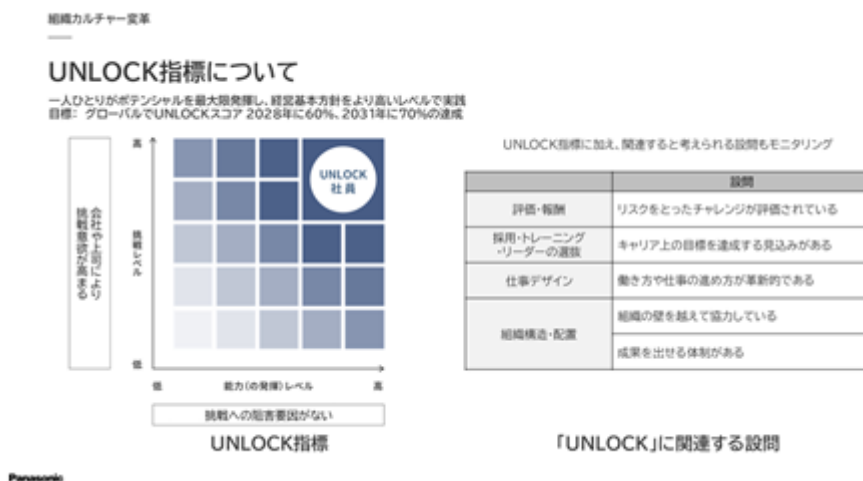 組織カルチャー変革
UNLOCK指標について
一人ひとりがポテンシャルを最大限発揮し、経営基本方針をより高いレベルで実践
目標： グローバルでUNLOCKスコア 2028年に60%、2031年に70%の達成
会社や上司により
挑戦意欲が高まる
高
挑戦レベル
低
UNLOCK
社員
低
能力(の発揮)レベル
高
挑戦への阻害要因がない
UNLOCK指標
UNLOCK指標に加え、関連すると考えられる設問もモニタリング
設問
評価・報酬
リスクをとったチャレンジが評価されている
採用・トレーニング
・リーダーの選抜
キャリア上の目標を達成する見込みがある
仕事デザイン
働き方や仕事の進め方が革新的である
組織構造・配置
組織の壁を越えて協力している
成果を出せる体制がある
「UNLOCK」に関連する設問
Panasonic